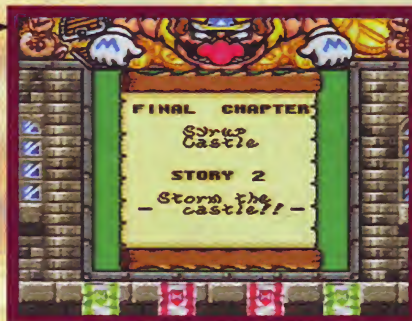 FINAL CHAPTER
Syrup
Castle
STORY 2
Storm the
- castle!! -